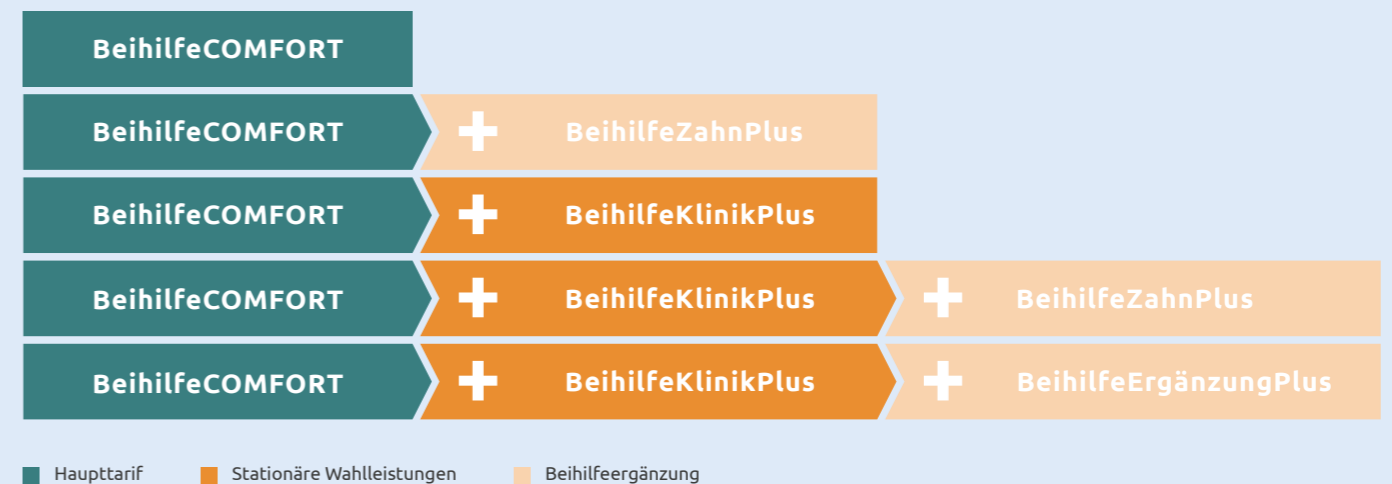 BeihilfeCOMFORT
BeihilfeCOMFORT + BeihilfeZahnPlus
BeihilfeCOMFORT + BeihilfeKlinikPlus
BeihilfeCOMFORT + BeihilfeKlinikPlus + BeihilfeZahnPlus
BeihilfeCOMFORT + BeihilfeKlinikPlus + BeihilfeErgänzungPlus
Haupttarif Stationäre Wahlleistungen Beihilfeergänzung